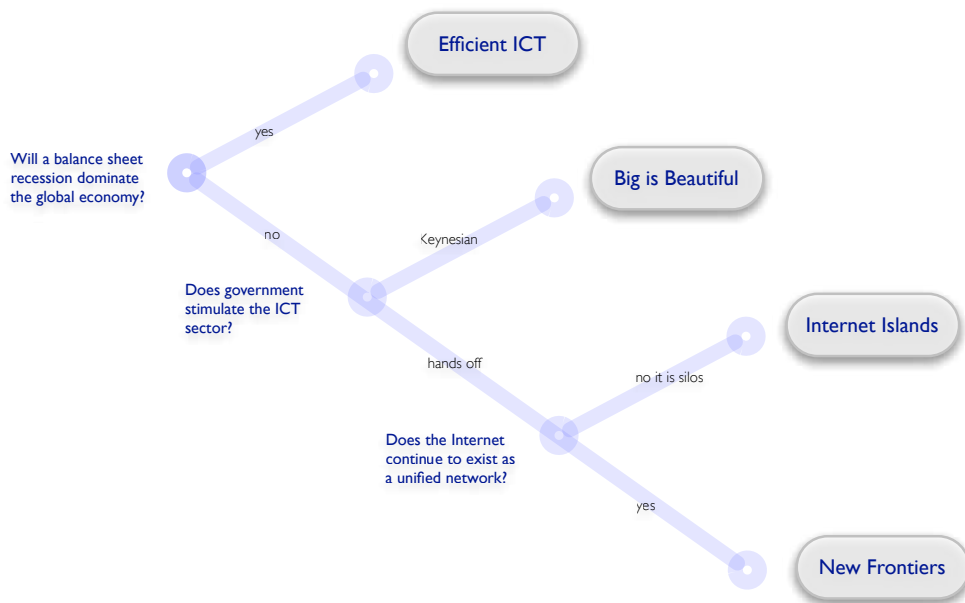 Efficient ICT
yes
Will a balance sheet
recession dominate
the global economy?
Big is Beautiful
no
Keynesian
Does government
stimulate the ICT
sector?
Internet Islands
hands off
no it is silos
Does the Internet
continue to exist as
a unified network?
yes
New Frontiers